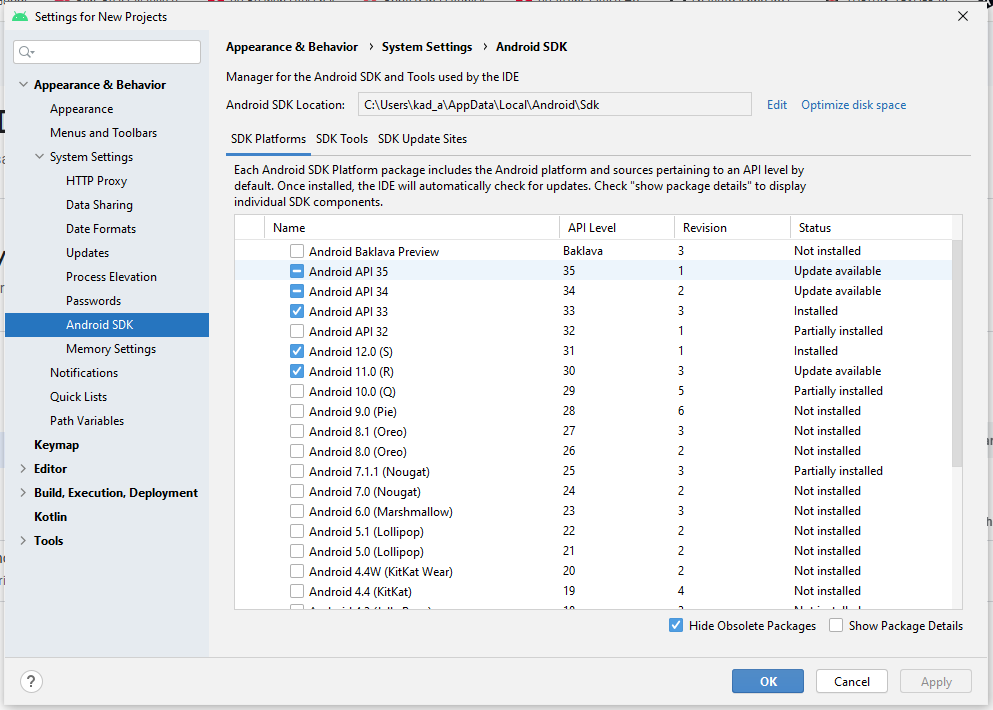 Settings for New Projects
Appearance & Behavior › System Settings › Android SDK
Manager for the Android SDK and Tools used by the IDE
Android SDK Location: C:\Users\kad_a\AppData\Local\Android\Sdk Edit Optimize disk space
Appearance & Behavior
Appearance
Menus and Toolbars
System Settings
HTTP Proxy
Data Sharing
Date Formats
Updates
Process Elevation
Passwords
Android SDK
Memory Settings
Notifications
Quick Lists
Path Variables
Keymap
Editor
Build, Execution, Deployment
Kotlin
Tools
SDK Platforms SDK Tools SDK Update Sites
Each Android SDK Platform package includes the Android platform and sources pertaining to an API level by
default. Once installed, the IDE will automatically check for updates. Check "show package details" to display
individual SDK components.
Name API Level Revision Status
Android Baklava Preview Baklava 3 Not installed
Android API 35 35 1 Update available
Android API 34 34 2 Update available
Android API 33 33 3 Installed
Android API 32 32 1 Partially installed
Android 12.0 (S) 31 1 Installed
Android 11.0 (R) 30 3 Update available
Android 10.0 (Q) 29 5 Partially installed
Android 9.0 (Pie) 28 6 Not installed
Android 8.1 (Oreo) 27 3 Not installed
Android 8.0 (Oreo) 26 2 Not installed
Android 7.1.1 (Nougat) 25 3 Partially installed
Android 7.0 (Nougat) 24 2 Not installed
Android 6.0 (Marshmallow) 23 3 Not installed
Android 5.1 (Lollipop) 22 2 Not installed
Android 5.0 (Lollipop) 21 2 Not installed
Android 4.4W (KitKat Wear) 20 2 Not installed
Android 4.4 (KitKat) 19 4 Not installed
Hide Obsolete Packages Show Package Details
? OK Cancel Apply